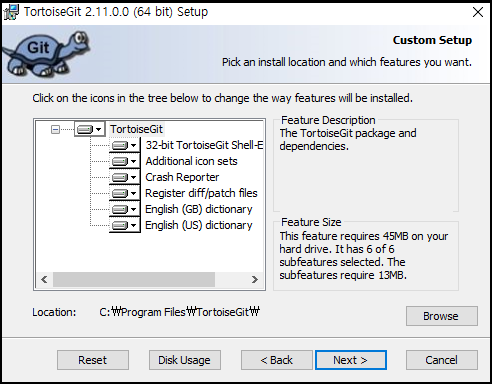 TortoiseGit 2.11.0.0 (64 bit) Setup
Git
Custom Setup
Pick an install location and which features you want.
Click on the icons in the tree below to change the way features will be installed.
TortoiseGit
32-bit TortoiseGit Shell-E
Additional icon sets
Crash Reporter
Register diff/patch files
English (GB) dictionary
English (US) dictionary
Feature Description
The TortoiseGit package and
dependencies.
Feature Size
This feature requires 45MB on your
hard drive. It has 6 of 6
subfeatures selected. The
subfeatures require 13MB.
Location: C:₩Program Files₩TortoiseGit₩
Browse
Reset Disk Usage < Back Next > Cancel